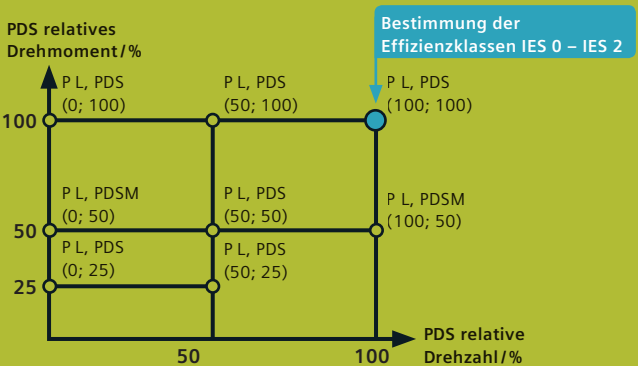 PDS relatives
Drehmoment/%
Bestimmung der
Effizienzklassen IES 0 – IES 2
P L, PDS
(0; 100)
P L, PDS
(50; 100)
P L, PDS
(100; 100)
100
P L, PDSM
(0; 50)
P L, PDS
(50; 50)
P L, PDSM
(100; 50)
50
P L, PDS
(0; 25)
P L, PDS
(50; 25)
25
PDS relative
Drehzahl/%
50
100